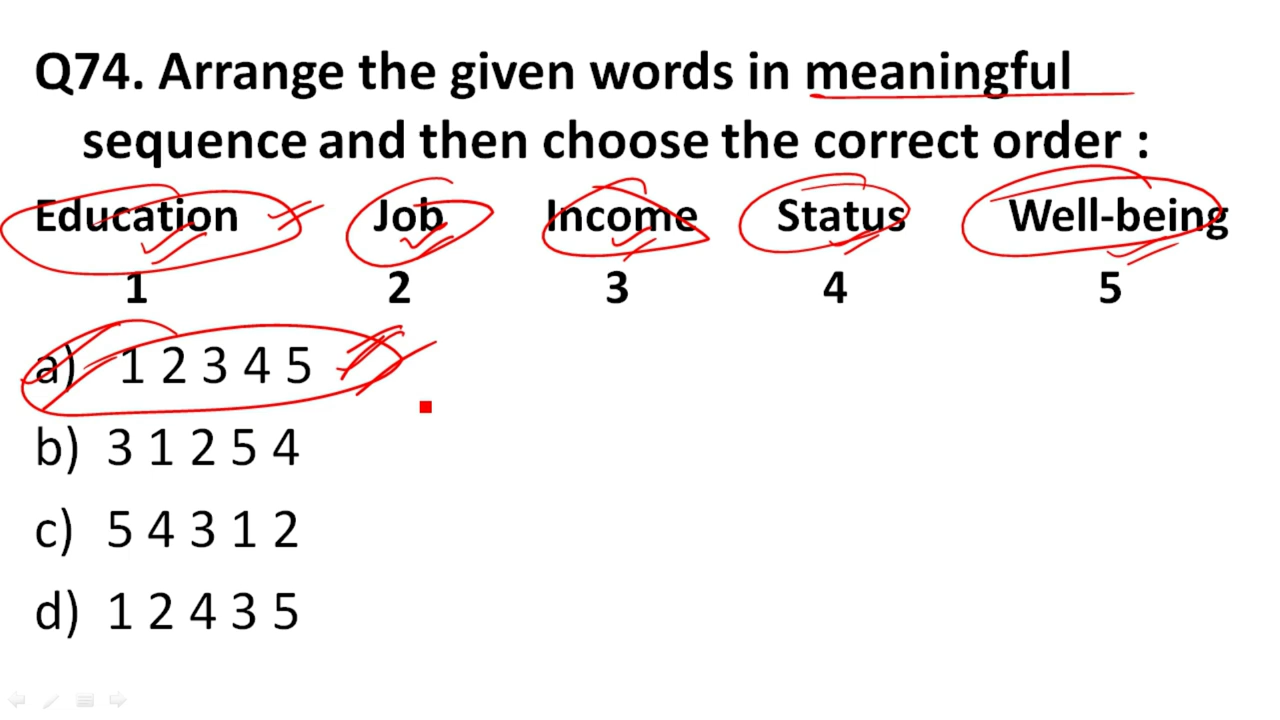 Q74. Arrange the given words in meaningful
sequence and then choose the correct order :
Education Job Income Status Well-being
1 2 3 4 5
a) 1 2 3 4 5
b) 3 1 2 5 4
c) 5 4 3 1 2
d) 1 2 4 3 5